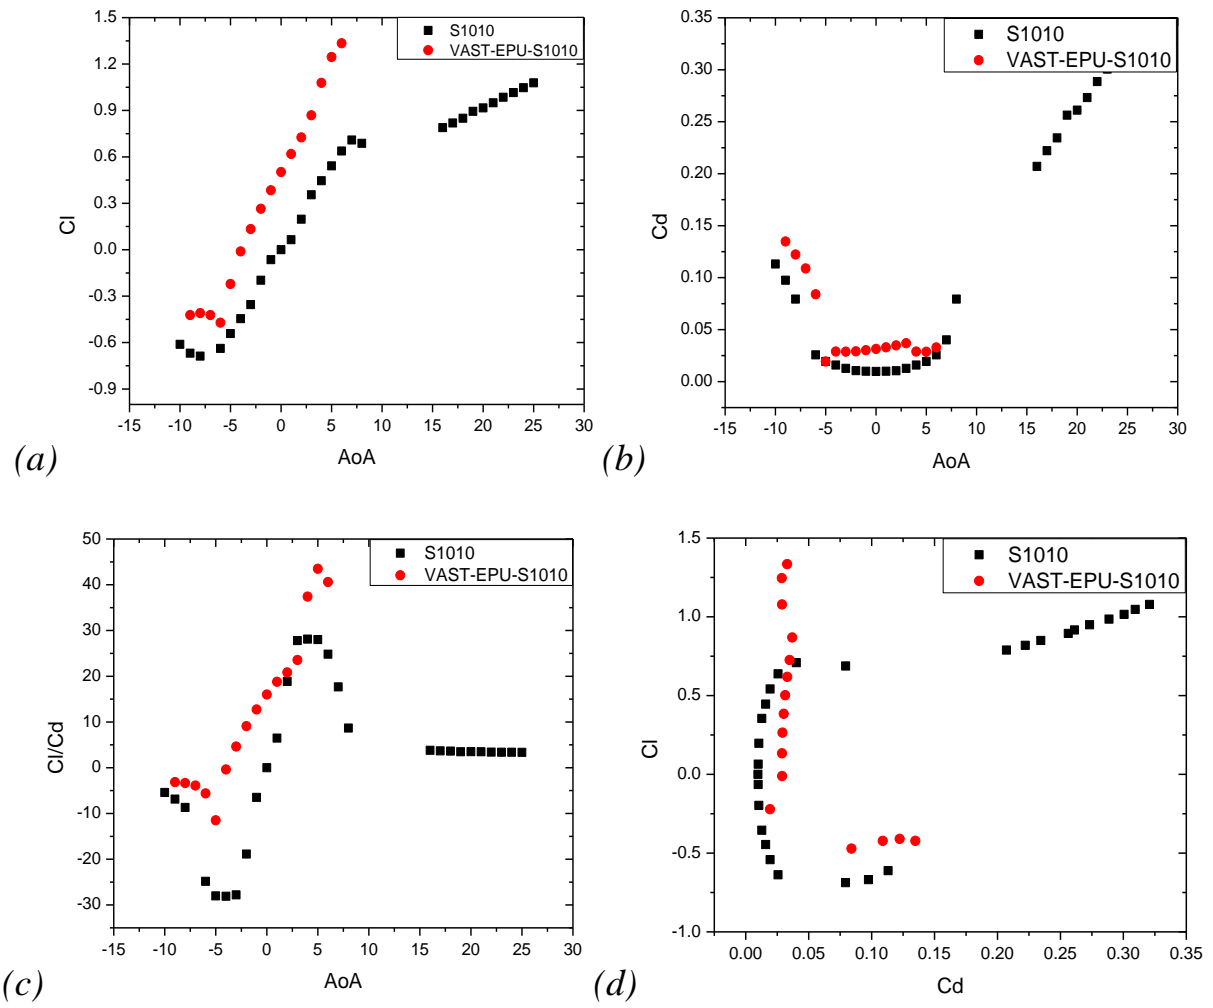 1.5
1.2
0.9
0.6
0.3
0.0
-0.3
-0.6
-0.9
Cl
S1010
VAST-EPU-S1010
-15 -10 -5 0 5 10 15 20 25 30
AoA
(a)
0.35
0.30
0.25
0.20
0.15
0.10
0.05
0.00
Cd
S1010
VAST-EPU-S1010
-15 -10 -5 0 5 10 15 20 25 30
AoA
(b)
50
40
30
20
10
0
-10
-20
-30
Cl/Cd
S1010
VAST-EPU-S1010
-15 -10 -5 0 5 10 15 20 25 30
AoA
(c)
1.5
1.0
0.5
0.0
-0.5
-1.0
Cl
S1010
VAST-EPU-S1010
0.00 0.05 0.10 0.15 0.20 0.25 0.30 0.35
Cd
(d)